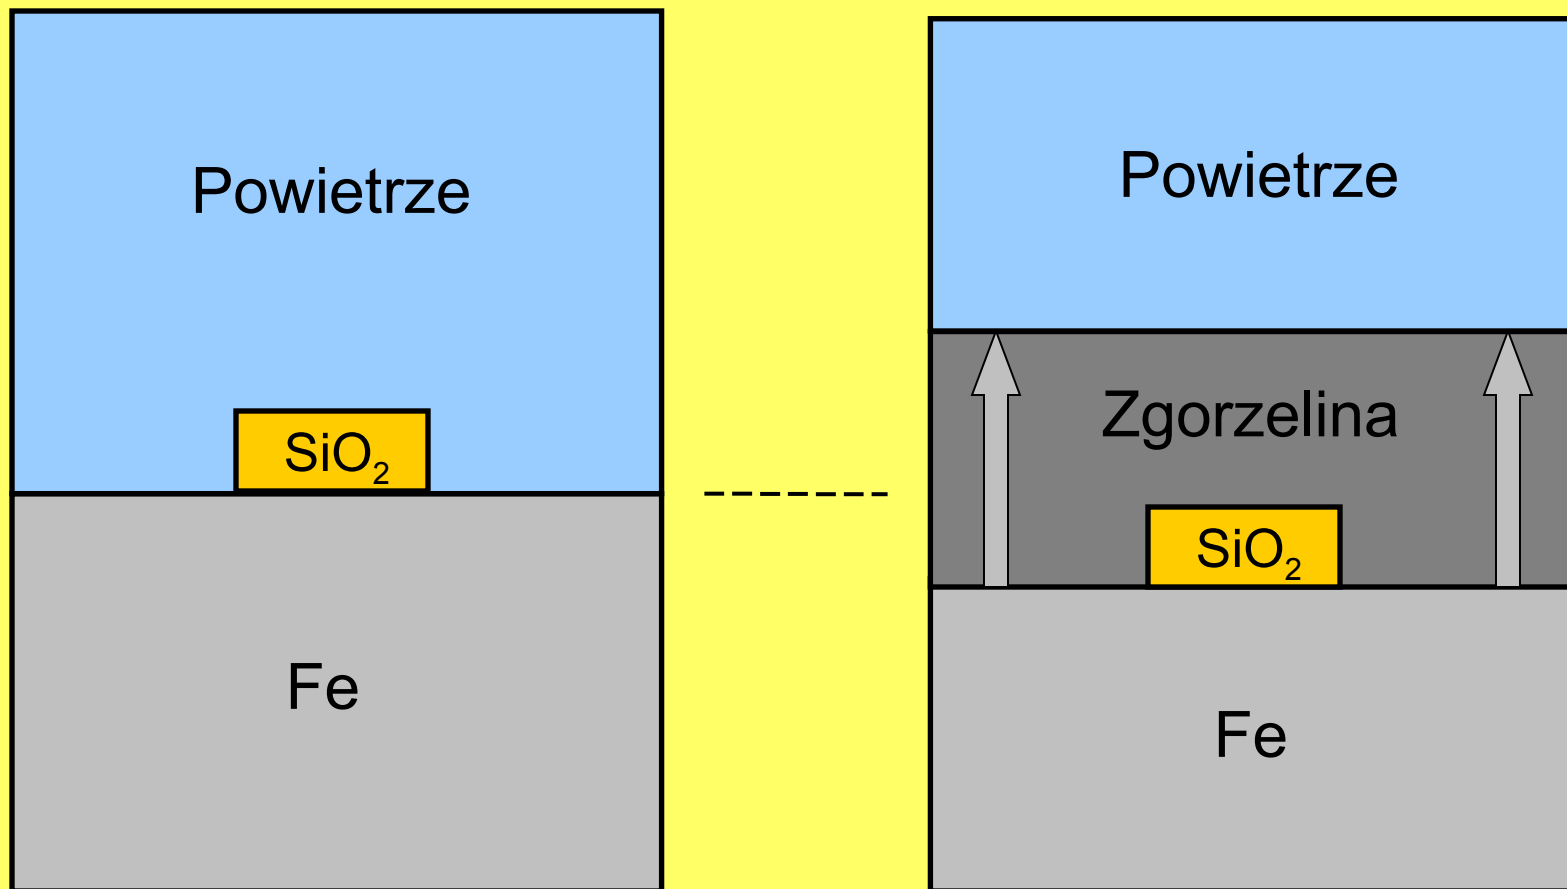 Powietrze
SiO₂
Fe
Powietrze
Zgorzelina
SiO₂
Fe